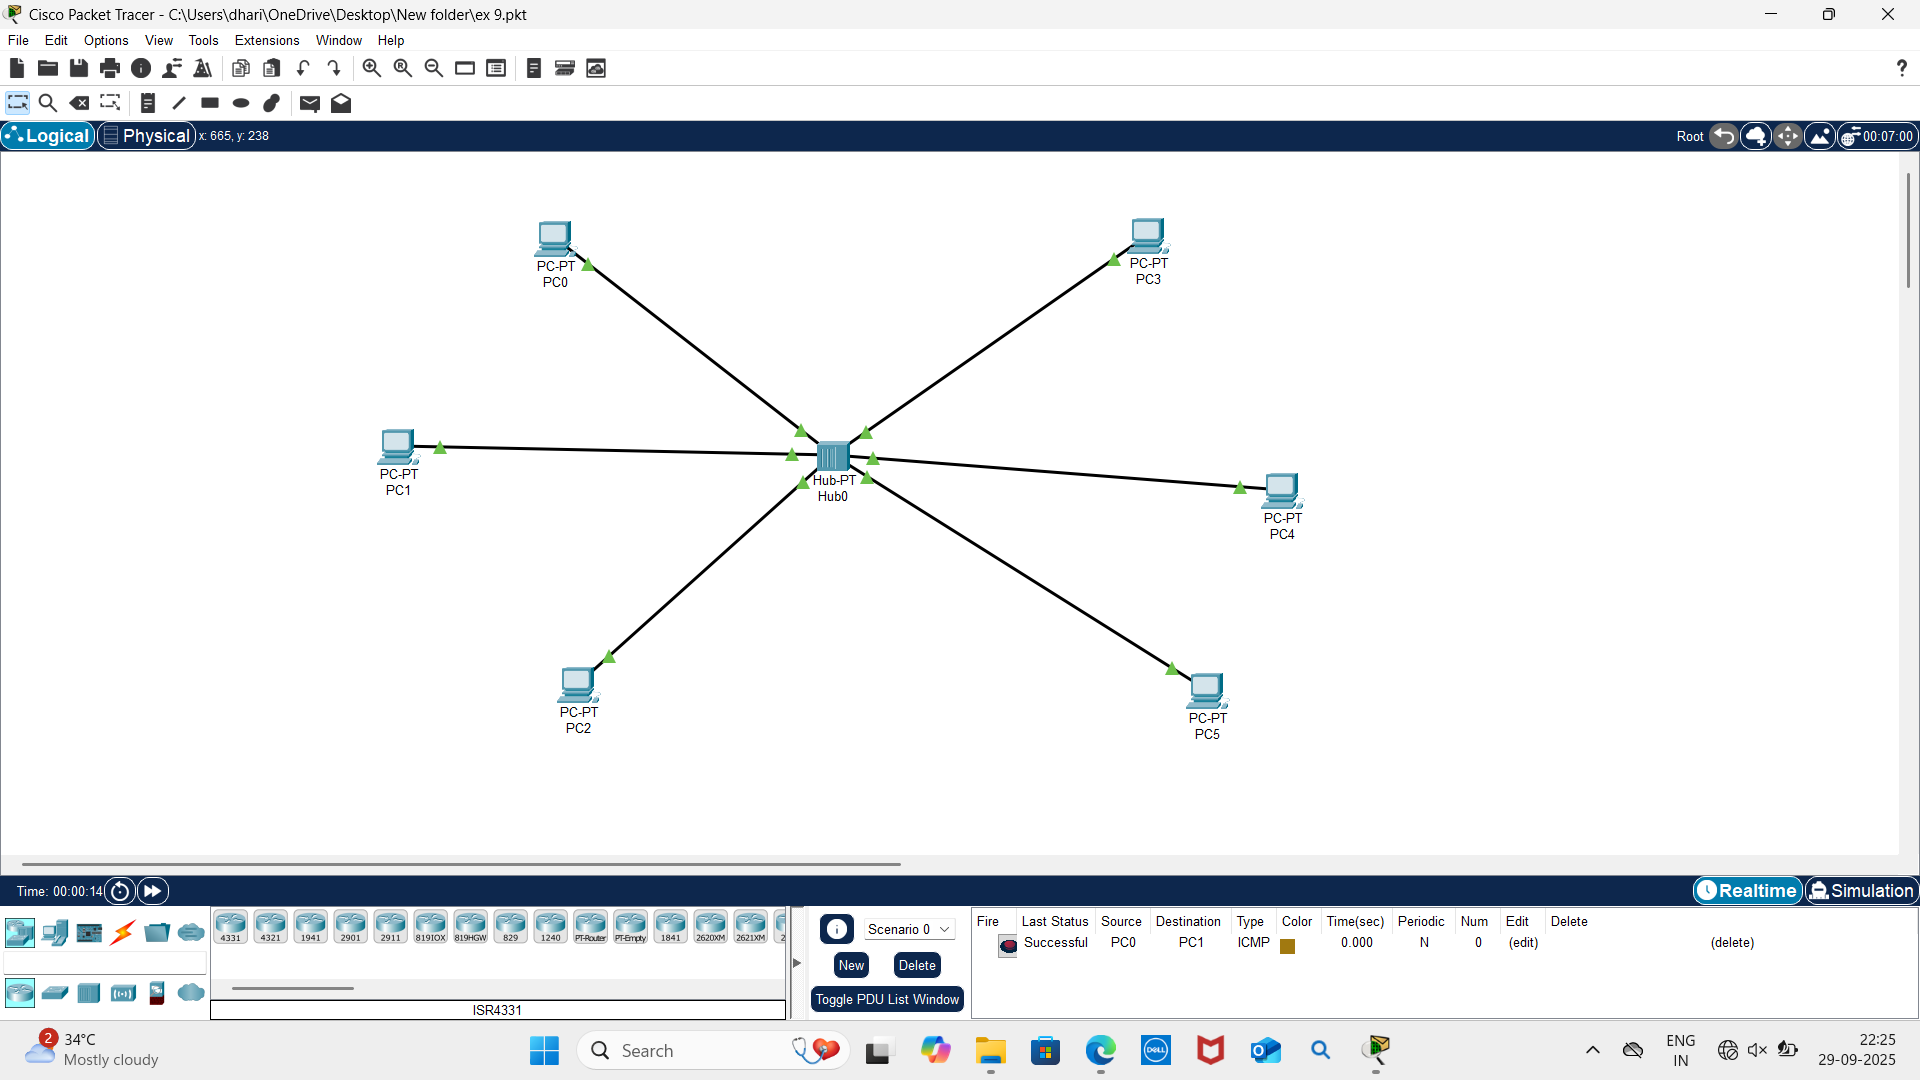 Cisco Packet Tracer - C:\Users\dhari\OneDrive\Desktop\New folder\ex 9.pkt
File Edit Options View Tools Extensions Window Help
?
Logical Physical x: 665, y: 238 Root 00:07:00
PC-PT
PC0
PC-PT
PC3
PC-PT
PC1
Hub-PT
Hub0
PC-PT
PC4
PC-PT
PC2
PC-PT
PC5
Time: 00:00:14 Realtime Simulation
4331 4321 1941 2901 2911 819IOX 819HGW 829 1240 PT-Router PT-Empty 1841 2620XM 2621XM 2
ISR4331
Scenario 0
New Delete
Toggle PDU List Window
Fire Last Status Source Destination Type Color Time(sec) Periodic Num Edit Delete
Successful PC0 PC1 ICMP 0.000 N 0 (edit) (delete)
2 34°C
Mostly cloudy
Search
DELL
ENG
IN
22:25
29-09-2025